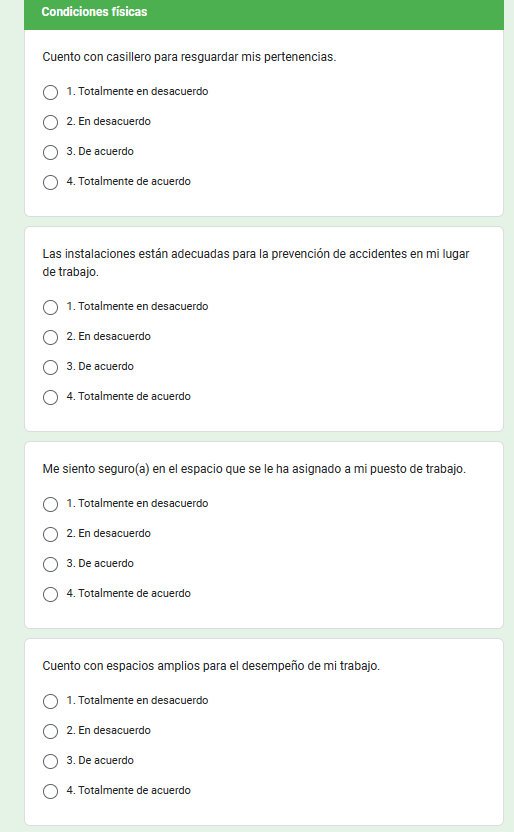 Condiciones físicas
Cuento con casillero para resguardar mis pertenencias.
1. Totalmente en desacuerdo
2. En desacuerdo
3. De acuerdo
4. Totalmente de acuerdo
Las instalaciones están adecuadas para la prevención de accidentes en mi lugar
de trabajo.
1. Totalmente en desacuerdo
2. En desacuerdo
3. De acuerdo
4. Totalmente de acuerdo
Me siento seguro(a) en el espacio que se le ha asignado a mi puesto de trabajo.
1. Totalmente en desacuerdo
2. En desacuerdo
3. De acuerdo
4. Totalmente de acuerdo
Cuento con espacios amplios para el desempeño de mi trabajo.
1. Totalmente en desacuerdo
2. En desacuerdo
3. De acuerdo
4. Totalmente de acuerdo